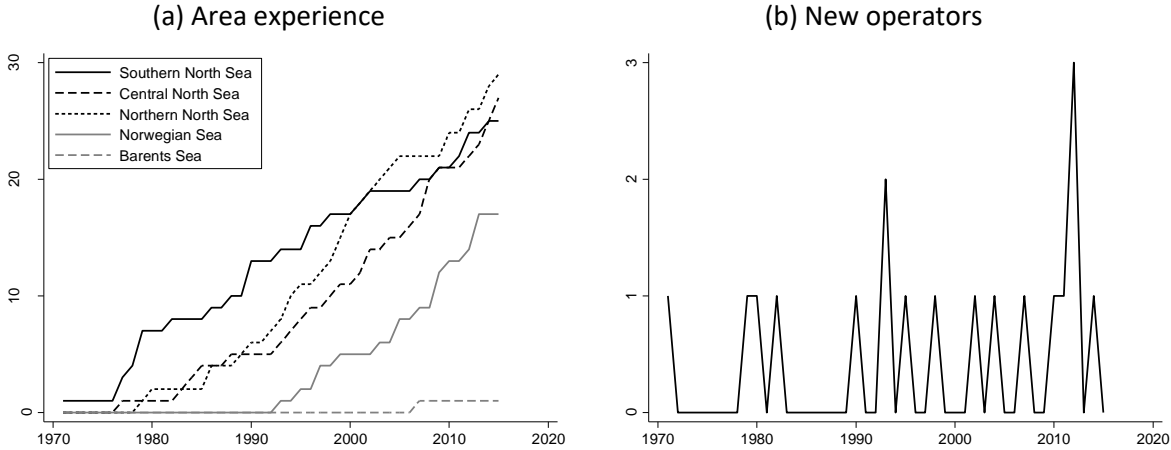 (a) Area experience
30
20
10
0
Southern North Sea
Central North Sea
Northern North Sea
Norwegian Sea
Barents Sea
1970 1980 1990 2000 2010 2020
(b) New operators
3
2
1
0
1970 1980 1990 2000 2010 2020